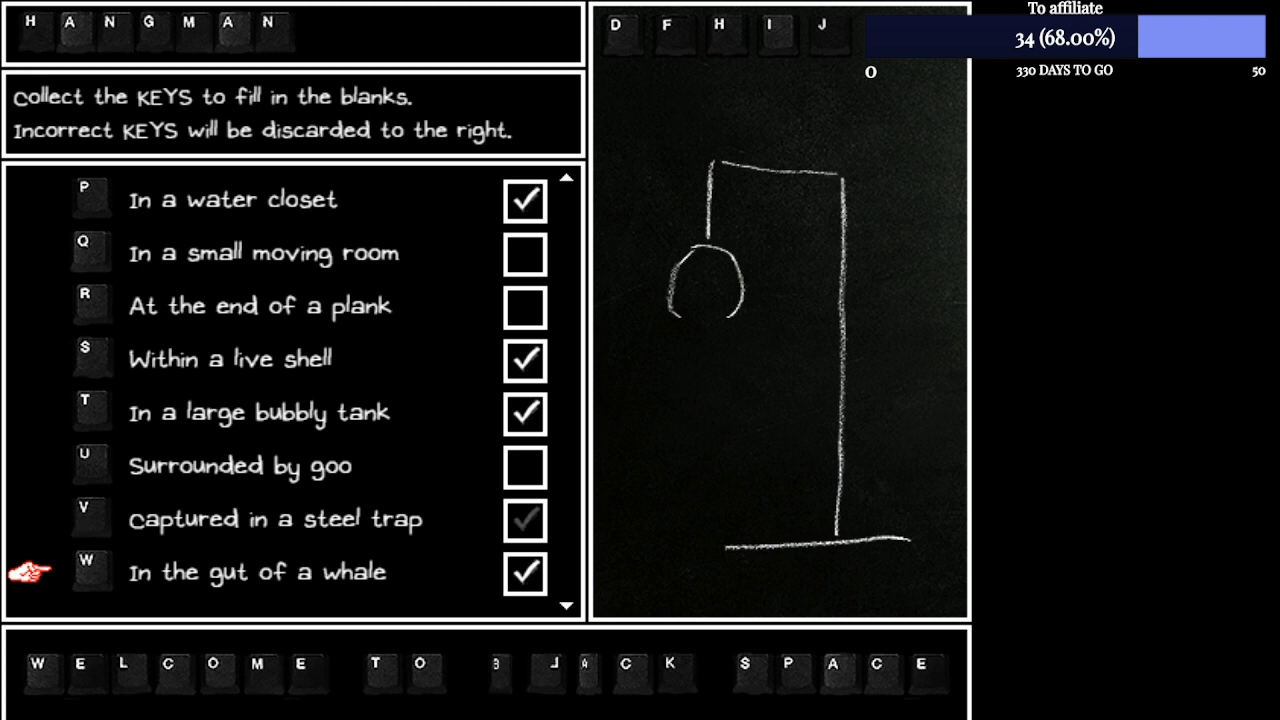 HANGMAN
Collect the KEYS to fill in the blanks.
Incorrect KEYS will be discarded to the right.
P In a water closet
Q In a small moving room
R At the end of a plank
S Within a live shell
T In a large bubbly tank
U Surrounded by goo
V Captured in a steel trap
W In the gut of a whale
D F H I J
To affiliate
34 (68.00%)
0 330 DAYS TO GO 50
WELCOME TO BLACK SPACE